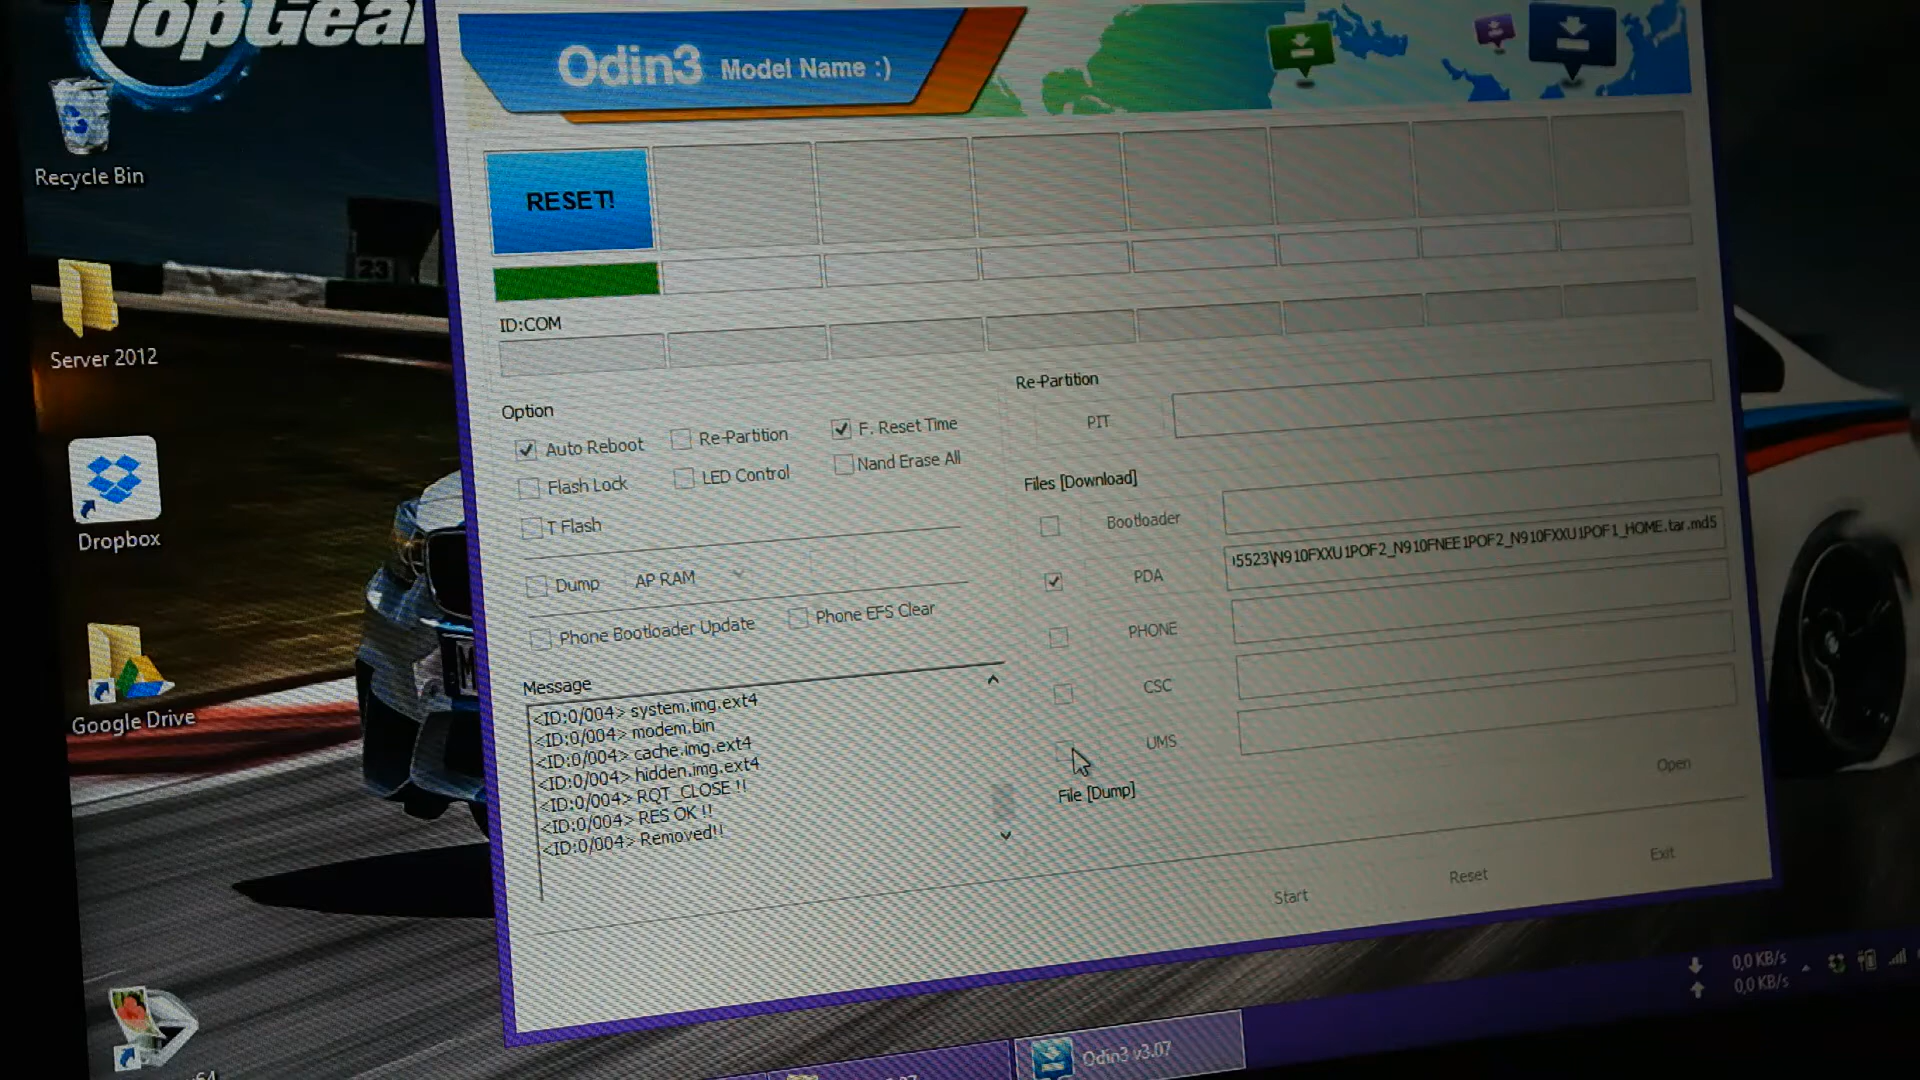 TopGear
Recycle Bin
23
Server 2012
Dropbox
Google Drive
Odin3 Model Name :)
RESET!
ID:COM
Option
Auto Reboot
Re-Partition
F. Reset Time
Flash Lock
LED Control
Nand Erase All
T Flash
Dump
AP RAM
Phone Bootloader Update
Phone EFS Clear
Message
<ID:0/004> system.img.ext4
<ID:0/004> modem.bin
<ID:0/004> cache.img.ext4
<ID:0/004> hidden.img.ext4
<ID:0/004> RQT_CLOSE !!
<ID:0/004> RES OK !!
<ID:0/004> Removed!!
Re-Partition
PIT
Files [Download]
Bootloader
PDA
5523\N910FXXU1POF2_N910FNEE1POF2_N910FXXU1POF1_HOME.tar.md5
PHONE
CSC
UMS
File [Dump]
Open
Start
Reset
Exit
0,0 KB/s
0,0 KB/s
Odin3 v3.07